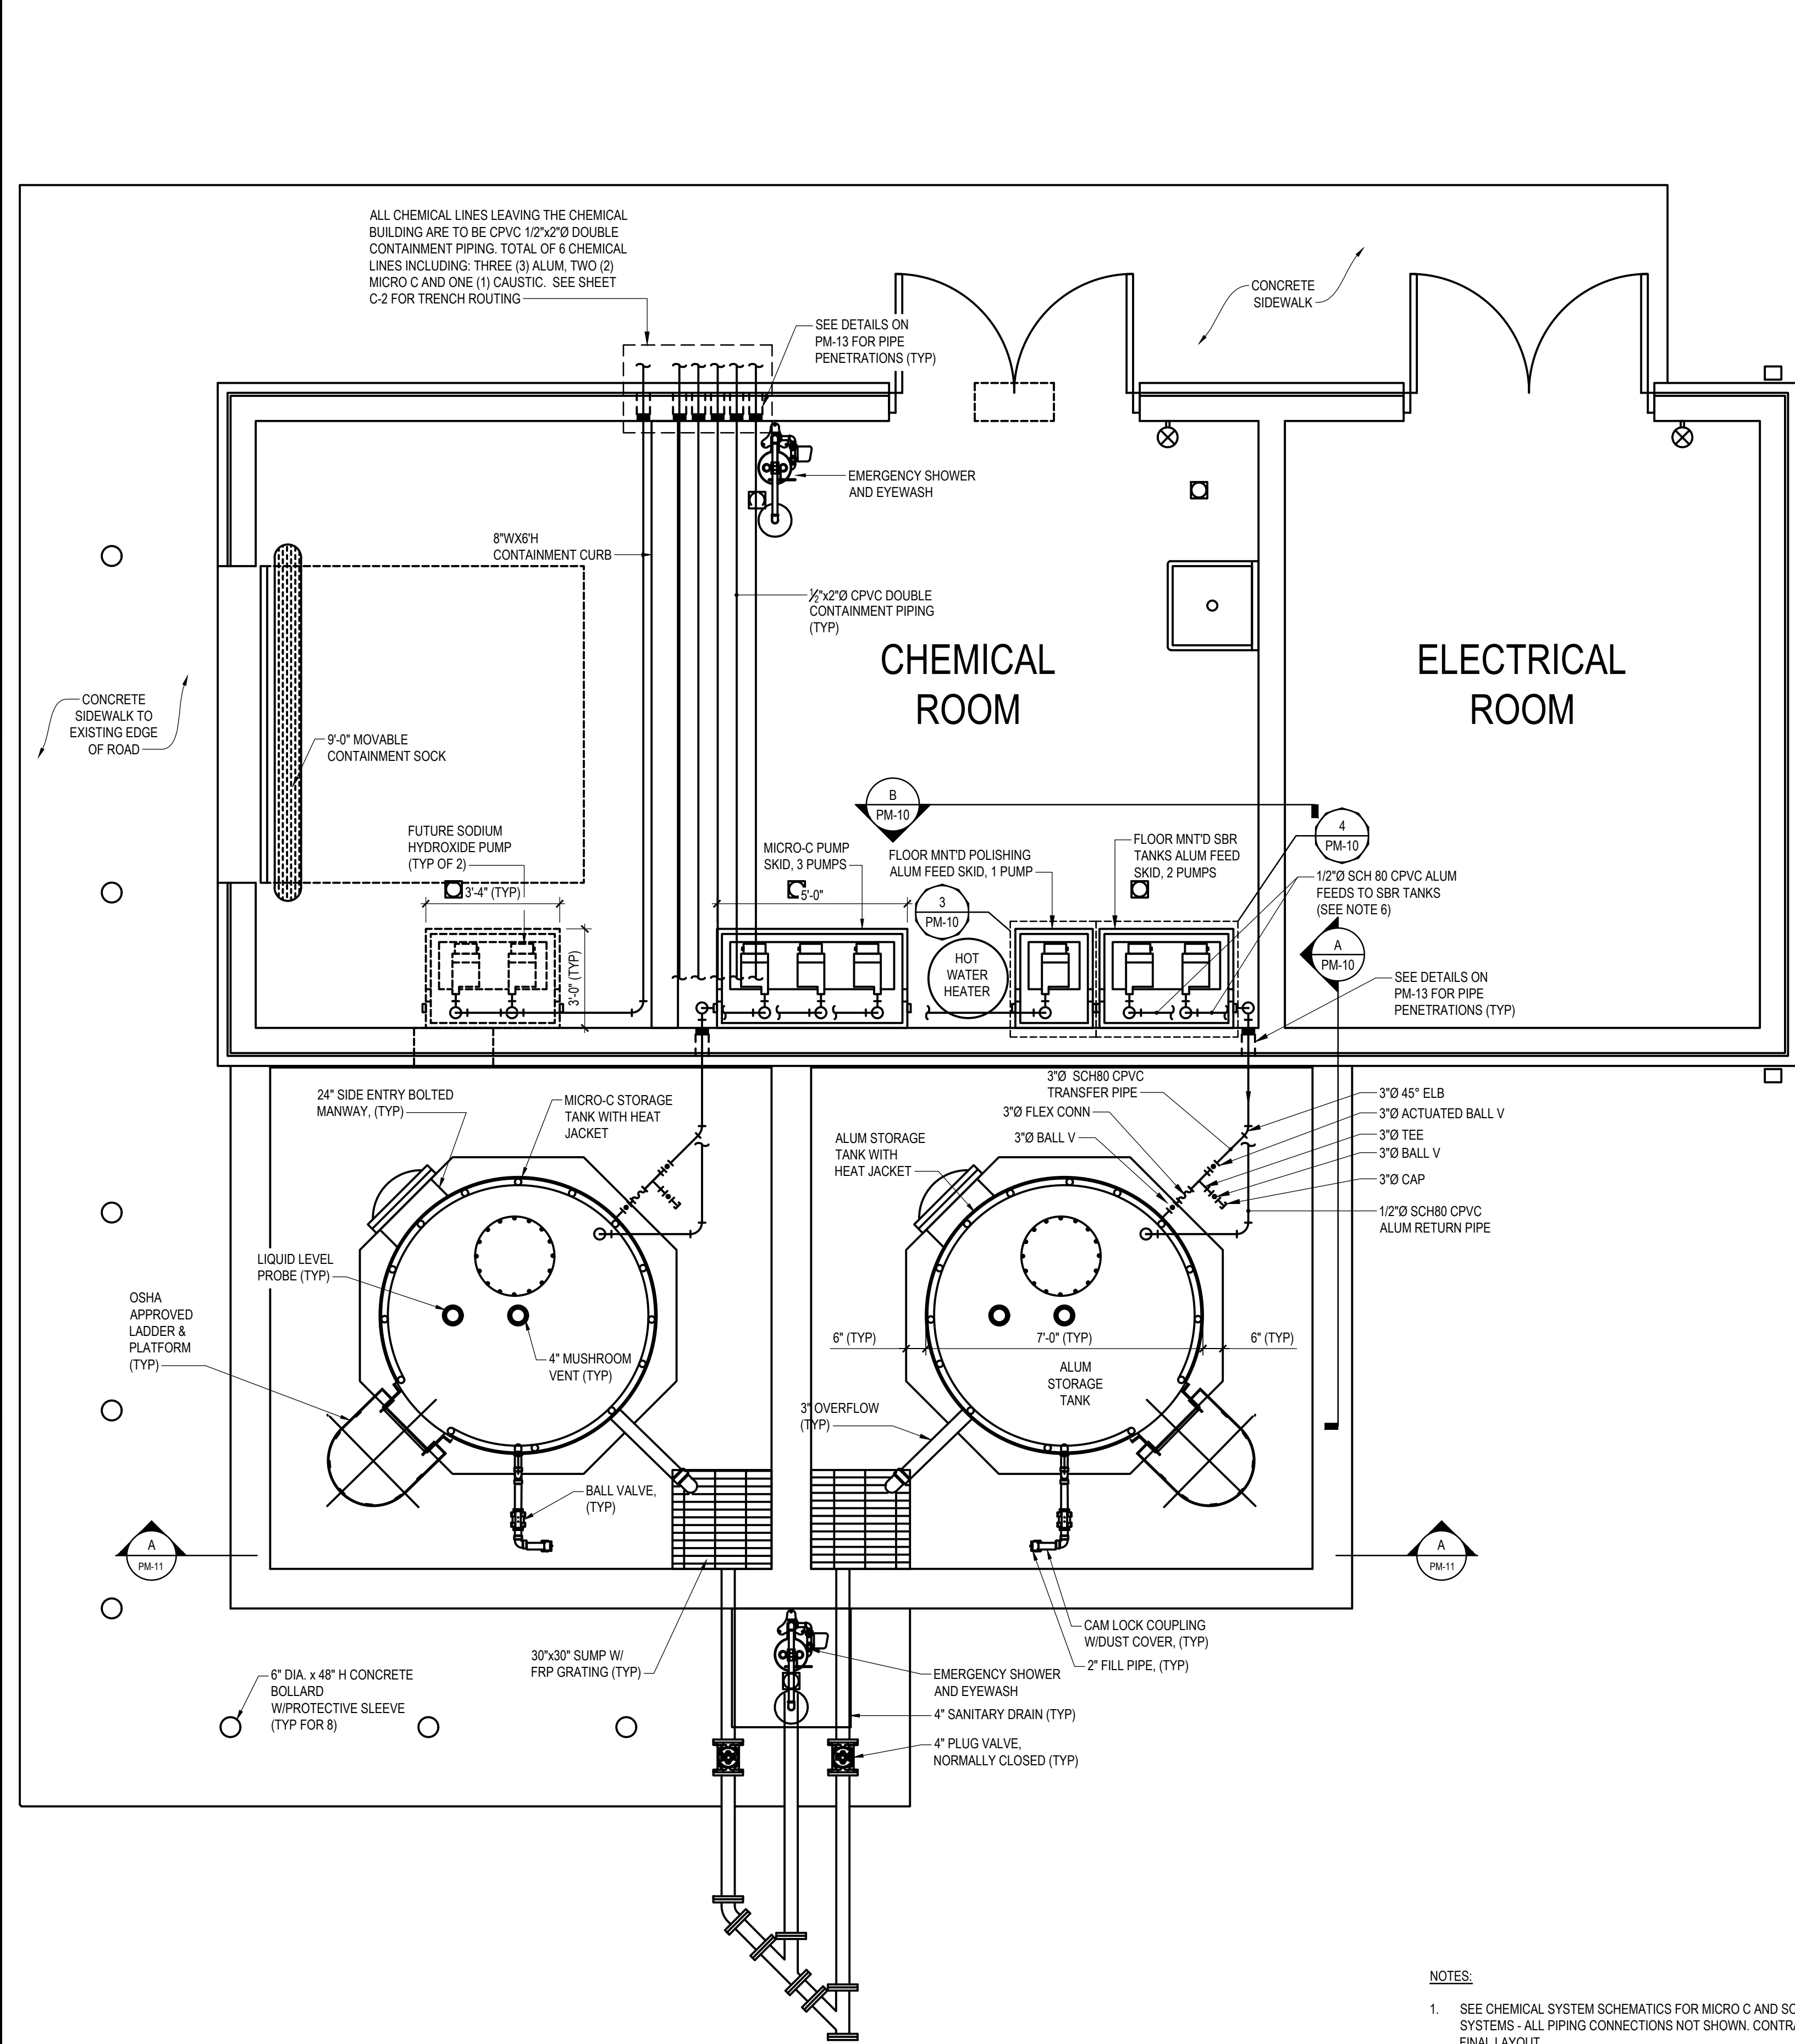 ALL CHEMICAL LINES LEAVING THE CHEMICAL
BUILDING ARE TO BE CPVC 1/2"x2"Ø DOUBLE
CONTAINMENT PIPING. TOTAL OF 6 CHEMICAL
LINES INCLUDING: THREE (3) ALUM, TWO (2)
MICRO C AND ONE (1) CAUSTIC. SEE SHEET
C-2 FOR TRENCH ROUTING
CONCRETE
SIDEWALK
SEE DETAILS ON
PM-13 FOR PIPE
PENETRATIONS (TYP)
EMERGENCY SHOWER
AND EYEWASH
8"WX6'H
CONTAINMENT CURB
½"x2"Ø CPVC DOUBLE
CONTAINMENT PIPING
(TYP)
CHEMICAL
ROOM
ELECTRICAL
ROOM
CONCRETE
SIDEWALK TO
EXISTING EDGE
OF ROAD
9'-0" MOVABLE
CONTAINMENT SOCK
B
PM-10
FUTURE SODIUM
HYDROXIDE PUMP
(TYP OF 2)
3'-4" (TYP)
3'-0" (TYP)
MICRO-C PUMP
SKID, 3 PUMPS
5'-0"
FLOOR MNT'D POLISHING
ALUM FEED SKID, 1 PUMP
3
PM-10
FLOOR MNT'D SBR
TANKS ALUM FEED
SKID, 2 PUMPS
4
PM-10
1/2"Ø SCH 80 CPVC ALUM
FEEDS TO SBR TANKS
(SEE NOTE 6)
A
PM-10
HOT
WATER
HEATER
SEE DETAILS ON
PM-13 FOR PIPE
PENETRATIONS (TYP)
24" SIDE ENTRY BOLTED
MANWAY, (TYP)
MICRO-C STORAGE
TANK WITH HEAT
JACKET
3"Ø SCH80 CPVC
TRANSFER PIPE
3"Ø FLEX CONN
3"Ø BALL V
ALUM STORAGE
TANK WITH
HEAT JACKET
3"Ø 45° ELB
3"Ø ACTUATED BALL V
3"Ø TEE
3"Ø BALL V
3"Ø CAP
1/2"Ø SCH80 CPVC
ALUM RETURN PIPE
LIQUID LEVEL
PROBE (TYP)
OSHA
APPROVED
LADDER &
PLATFORM
(TYP)
4" MUSHROOM
VENT (TYP)
6" (TYP)
7'-0" (TYP)
6" (TYP)
ALUM
STORAGE
TANK
3" OVERFLOW
(TYP)
BALL VALVE,
(TYP)
A
PM-11
A
PM-11
CAM LOCK COUPLING
W/DUST COVER, (TYP)
2" FILL PIPE, (TYP)
30"x30" SUMP W/
FRP GRATING (TYP)
6" DIA. x 48" H CONCRETE
BOLLARD
W/PROTECTIVE SLEEVE
(TYP FOR 8)
EMERGENCY SHOWER
AND EYEWASH
4" SANITARY DRAIN (TYP)
4" PLUG VALVE,
NORMALLY CLOSED (TYP)
NOTES:
1. SEE CHEMICAL SYSTEM SCHEMATICS FOR MICRO C AND
SYSTEMS - ALL PIPING CONNECTIONS NOT SHOWN.
FINAL LAYOUT